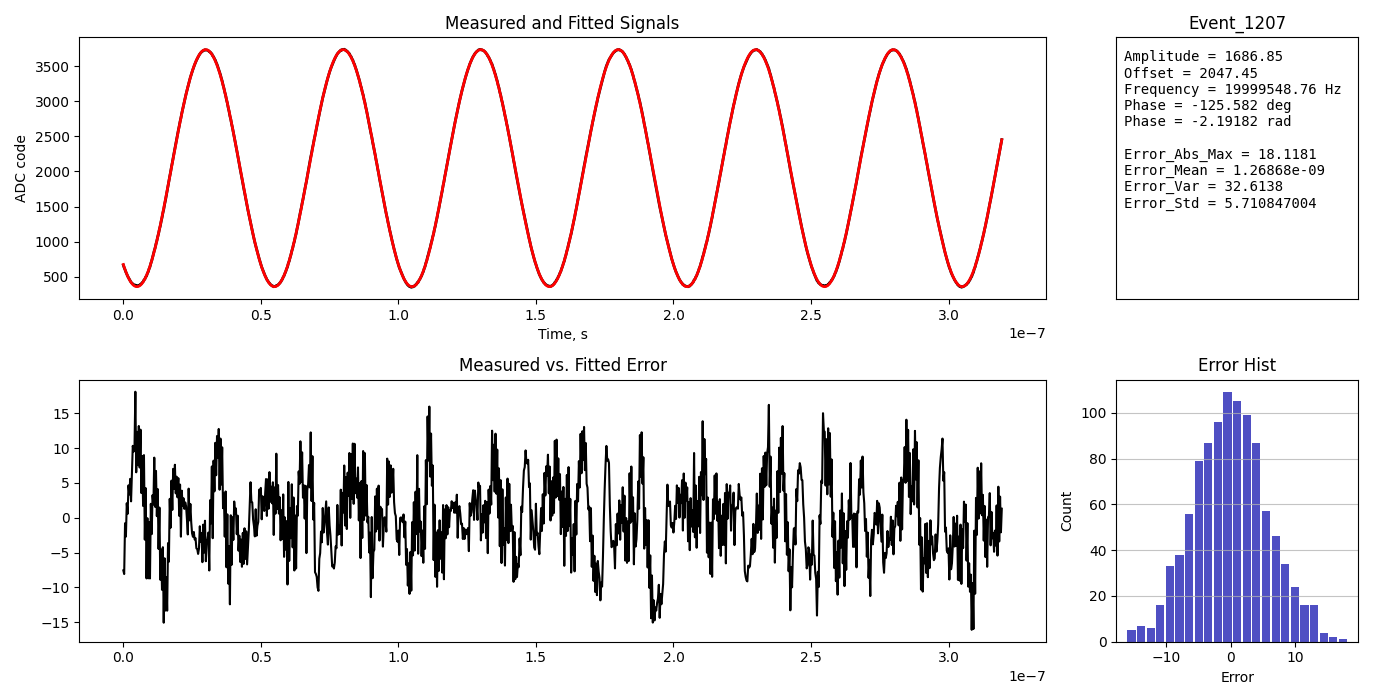 Measured and Fitted Signals
ADC code
3500
3000
2500
2000
1500
1000
500
0.0 0.5 1.0 1.5 2.0 2.5 3.0
Time, s
1e−7
Event_1207
Amplitude = 1686.85
Offset = 2047.45
Frequency = 19999548.76 Hz
Phase = -125.582 deg
Phase = -2.19182 rad
Error_Abs_Max = 18.1181
Error_Mean = 1.26868e-09
Error_Var = 32.6138
Error_Std = 5.710847004
Measured vs. Fitted Error
15
10
5
0
−5
−10
−15
0.0 0.5 1.0 1.5 2.0 2.5 3.0
1e−7
Error Hist
Count
100
80
60
40
20
0
−10 0 10
Error